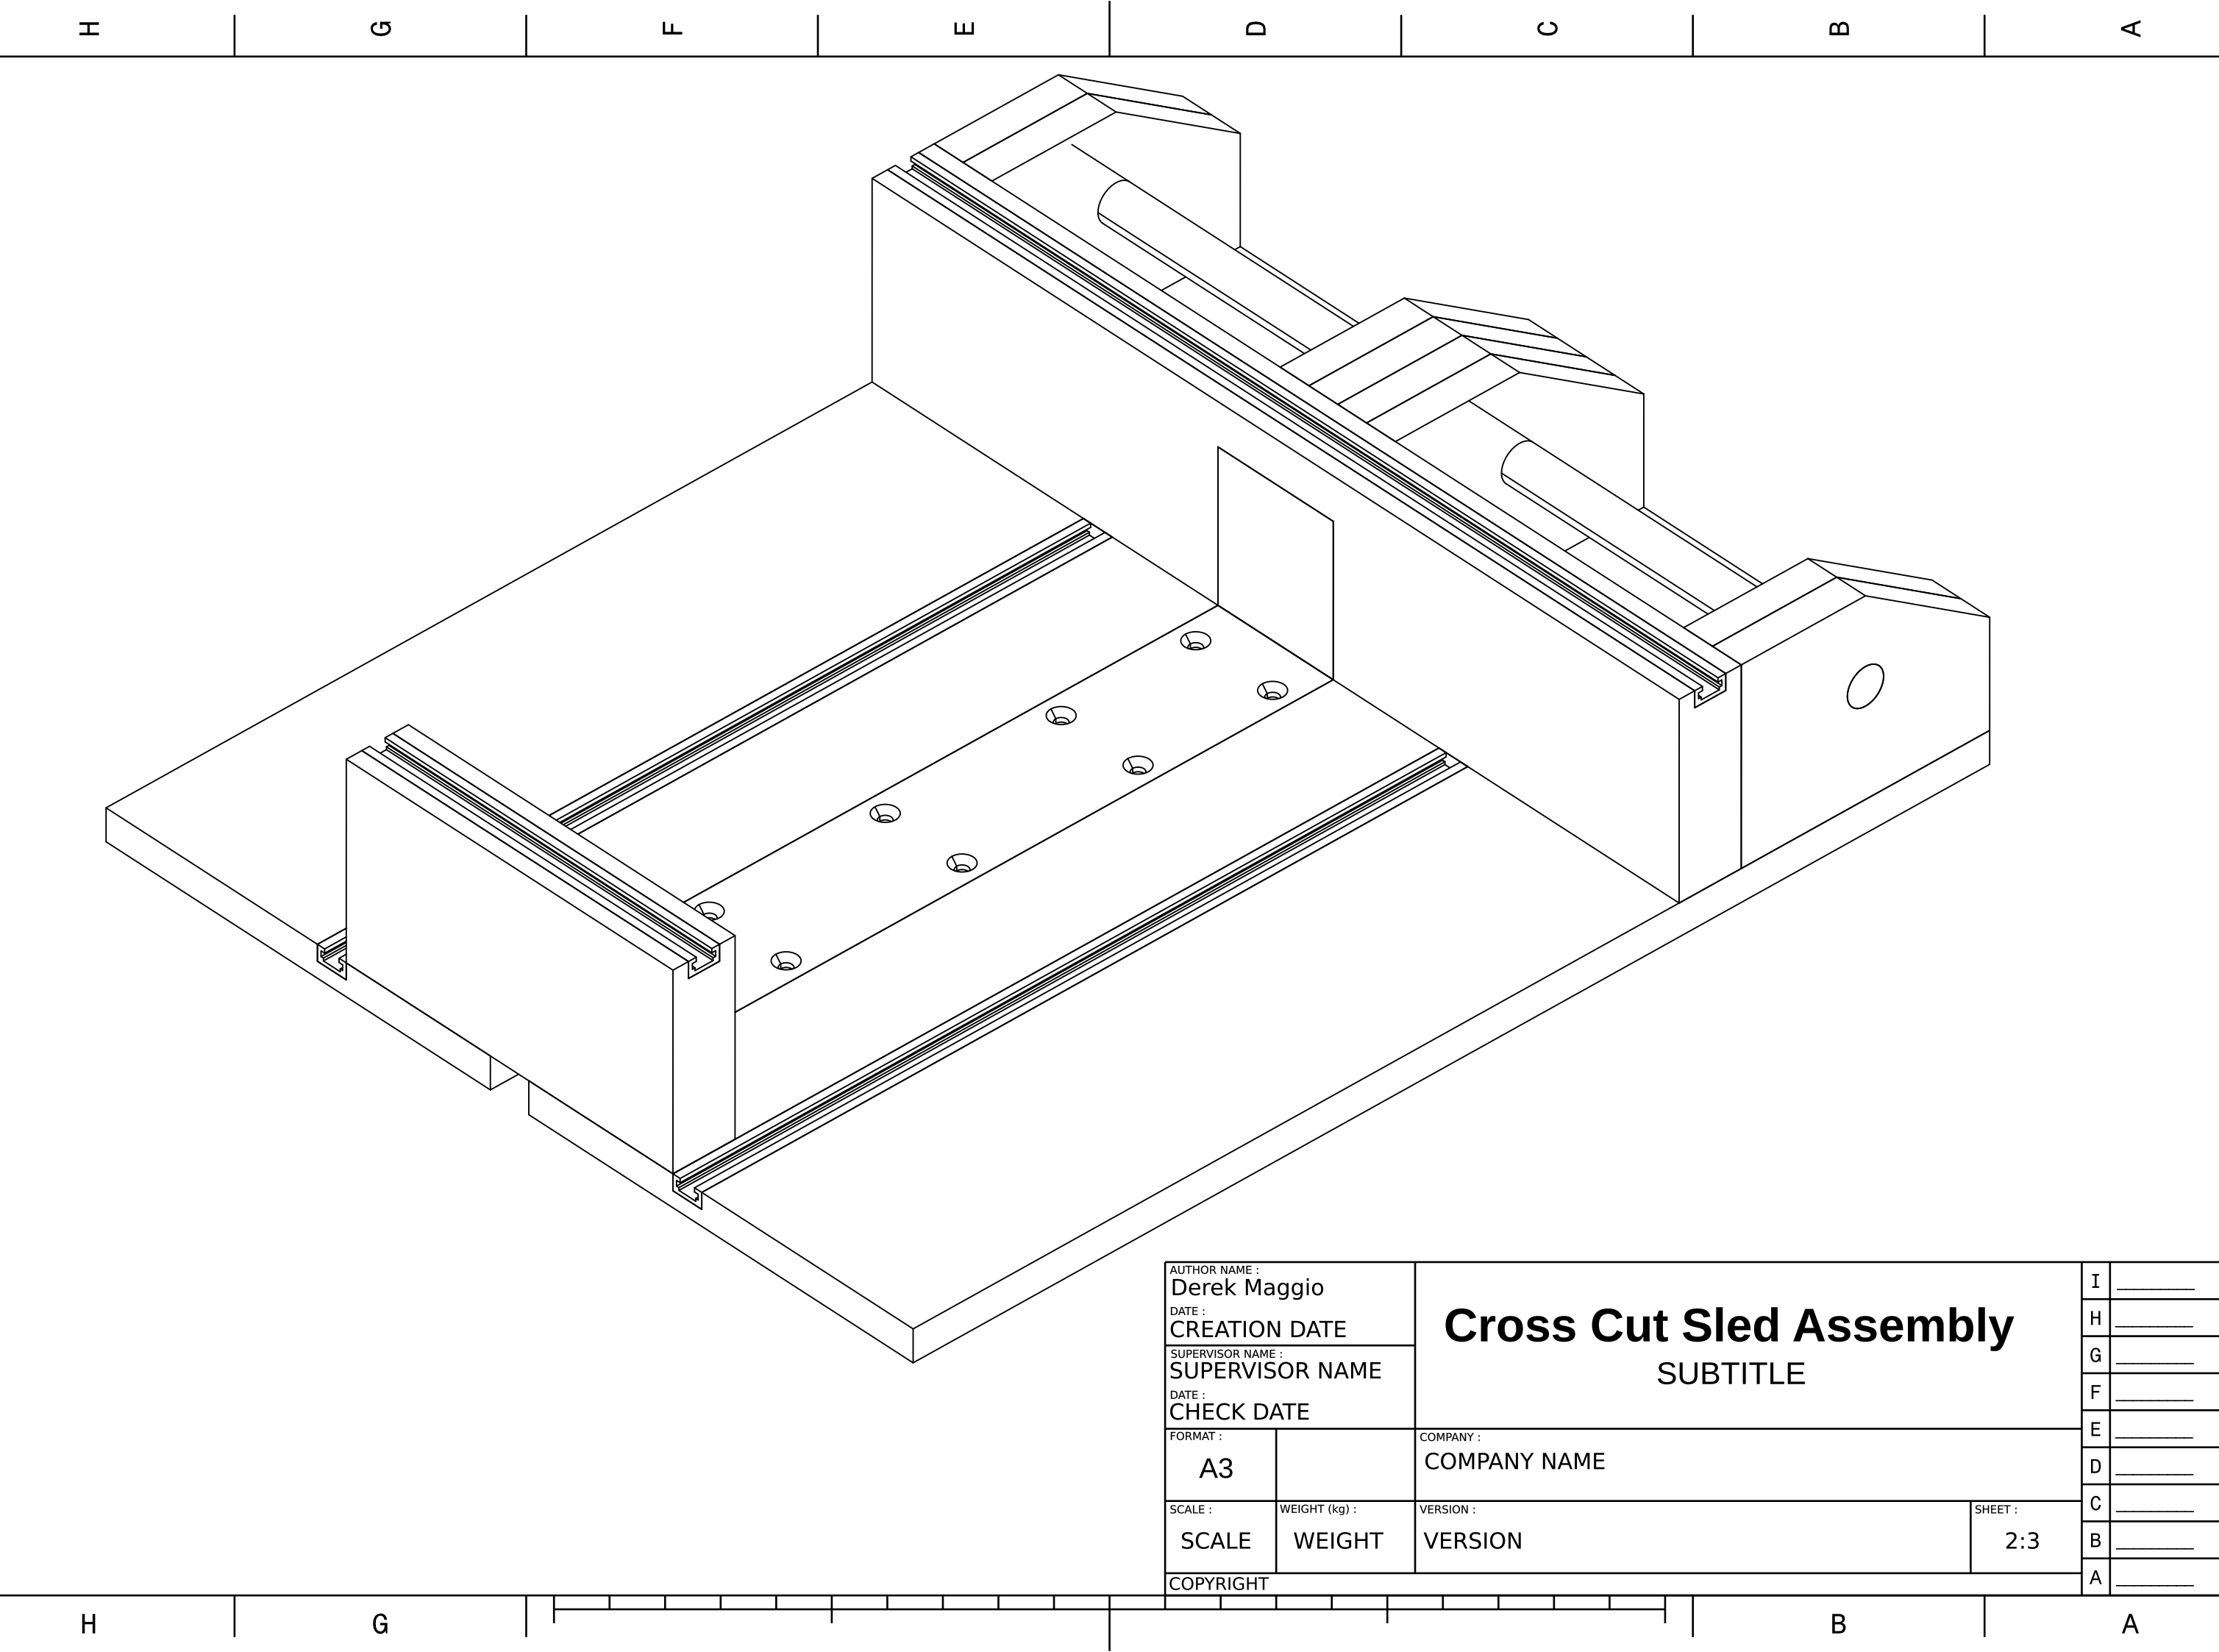 H G F E D C B A
AUTHOR NAME :
Derek Maggio
DATE :
CREATION DATE
SUPERVISOR NAME :
SUPERVISOR NAME
DATE :
CHECK DATE
Cross Cut Sled Assembly
SUBTITLE
FORMAT :
A3
COMPANY :
COMPANY NAME
SCALE :
SCALE
WEIGHT (kg) :
WEIGHT
VERSION :
VERSION
SHEET :
2:3
COPYRIGHT
I
H
G
F
E
D
C
B
A
H G B A